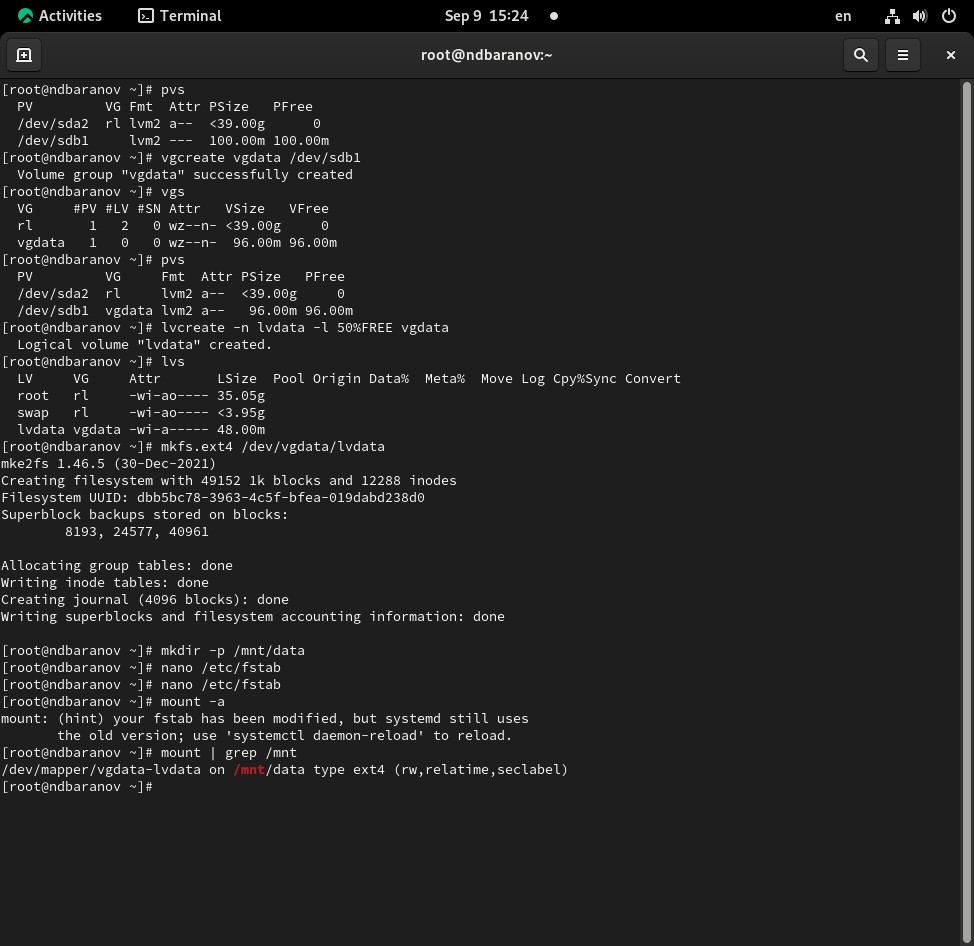 Activities Terminal Sep 9 15:24 en
root@ndbaranov:~
[root@ndbaranov ~]# pvs
  PV         VG Fmt  Attr PSize   PFree
  /dev/sda2  rl lvm2 a--  <39.00g      0
  /dev/sdb1     lvm2 ---  100.00m 100.00m
[root@ndbaranov ~]# vgcreate vgdata /dev/sdb1
  Volume group "vgdata" successfully created
[root@ndbaranov ~]# vgs
  VG     #PV #LV #SN Attr   VSize   VFree
  rl       1   2   0 wz--n- <39.00g     0
  vgdata   1   0   0 wz--n-  96.00m 96.00m
[root@ndbaranov ~]# pvs
  PV         VG     Fmt  Attr PSize   PFree
  /dev/sda2  rl     lvm2 a--  <39.00g     0
  /dev/sdb1  vgdata lvm2 a--   96.00m 96.00m
[root@ndbaranov ~]# lvcreate -n lvdata -l 50%FREE vgdata
  Logical volume "lvdata" created.
[root@ndbaranov ~]# lvs
  LV     VG     Attr       LSize  Pool Origin Data%  Meta%  Move Log Cpy%Sync Convert
  root   rl     -wi-ao---- 35.05g
  swap   rl     -wi-ao---- <3.95g
  lvdata vgdata -wi-a----- 48.00m
[root@ndbaranov ~]# mkfs.ext4 /dev/vgdata/lvdata
mke2fs 1.46.5 (30-Dec-2021)
Creating filesystem with 49152 1k blocks and 12288 inodes
Filesystem UUID: dbb5bc78-3963-4c5f-bfea-019dabd238d0
Superblock backups stored on blocks:
        8193, 24577, 40961
Allocating group tables: done
Writing inode tables: done
Creating journal (4096 blocks): done
Writing superblocks and filesystem accounting information: done
[root@ndbaranov ~]# mkdir -p /mnt/data
[root@ndbaranov ~]# nano /etc/fstab
[root@ndbaranov ~]# nano /etc/fstab
[root@ndbaranov ~]# mount -a
mount: (hint) your fstab has been modified, but systemd still uses
       the old version; use 'systemctl daemon-reload' to reload.
[root@ndbaranov ~]# mount | grep /mnt
/dev/mapper/vgdata-lvdata on /mnt/data type ext4 (rw,relatime,seclabel)
[root@ndbaranov ~]#